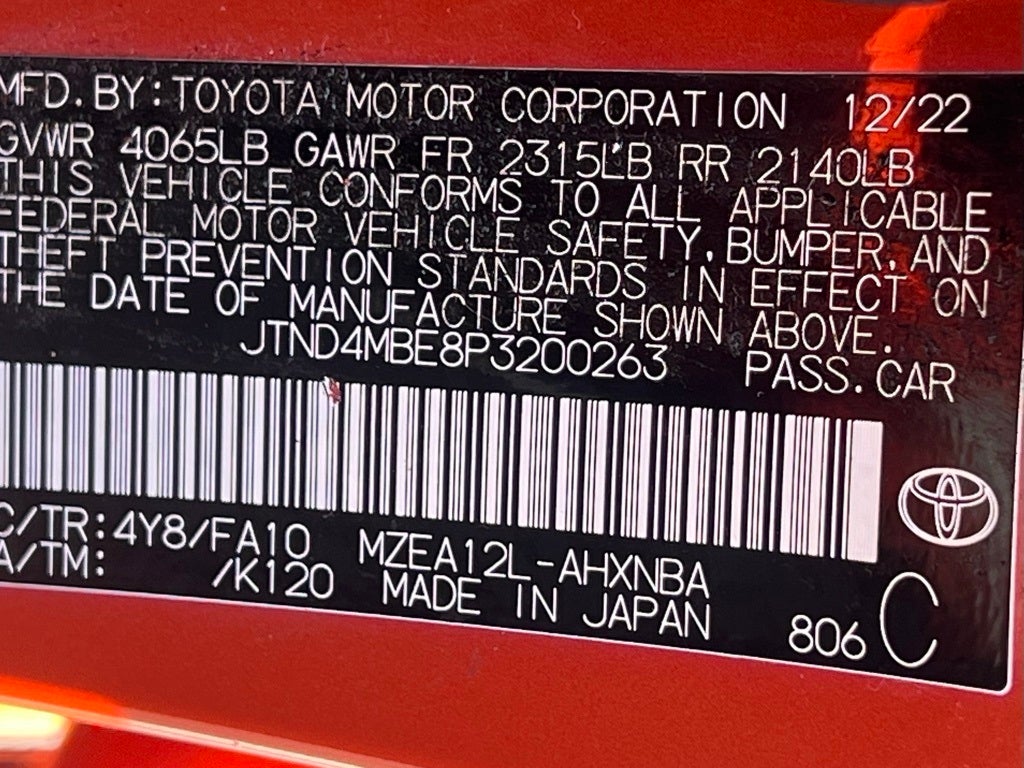 MFD. BY: TOYOTA MOTOR CORPORATION 12/22
GVWR 4065LB GAWR FR 2315LB RR 2140LB
THIS VEHICLE CONFORMS TO ALL APPLICABLE
FEDERAL MOTOR VEHICLE SAFETY, BUMPER, AND
THEFT PREVENTION STANDARDS IN EFFECT ON
THE DATE OF MANUFACTURE SHOWN ABOVE.
JTND4MBE8P3200263 PASS. CAR
C/TR: 4Y8/FA10 MZEA12L-AHXNBA
A/TM: /K120 MADE IN JAPAN 806 C